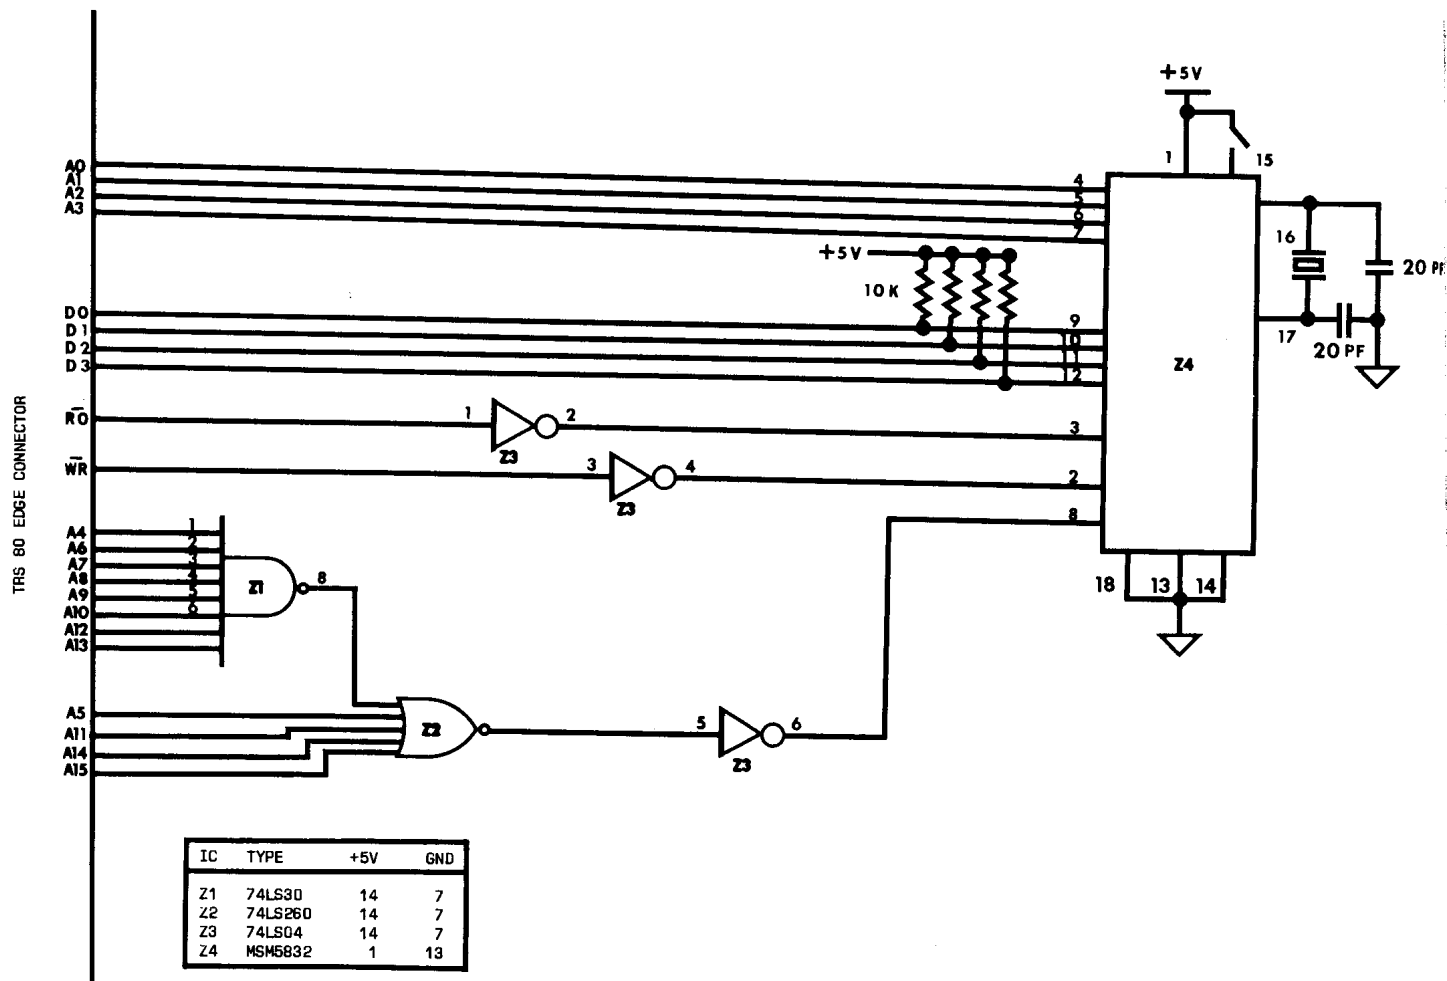 +5V
1
15
A0
A1
A2
A3
4
5
6
7
+5V
10K
16
20 PF
17
20 PF
D0
D1
D2
D3
9
10
11
12
Z4
RO
1
2
Z3
3
WR
3
4
Z3
2
8
TRS 80 EDGE CONNECTOR
A4
A6
A7
A8
A9
A10
A12
A13
1
2
3
4
5
6
Z1
8
18
13
14
A5
A11
A14
A15
Z2
5
6
Z3
IC TYPE +5V GND
Z1 74LS30 14 7
Z2 74LS260 14 7
Z3 74LS04 14 7
Z4 MSM5832 1 13